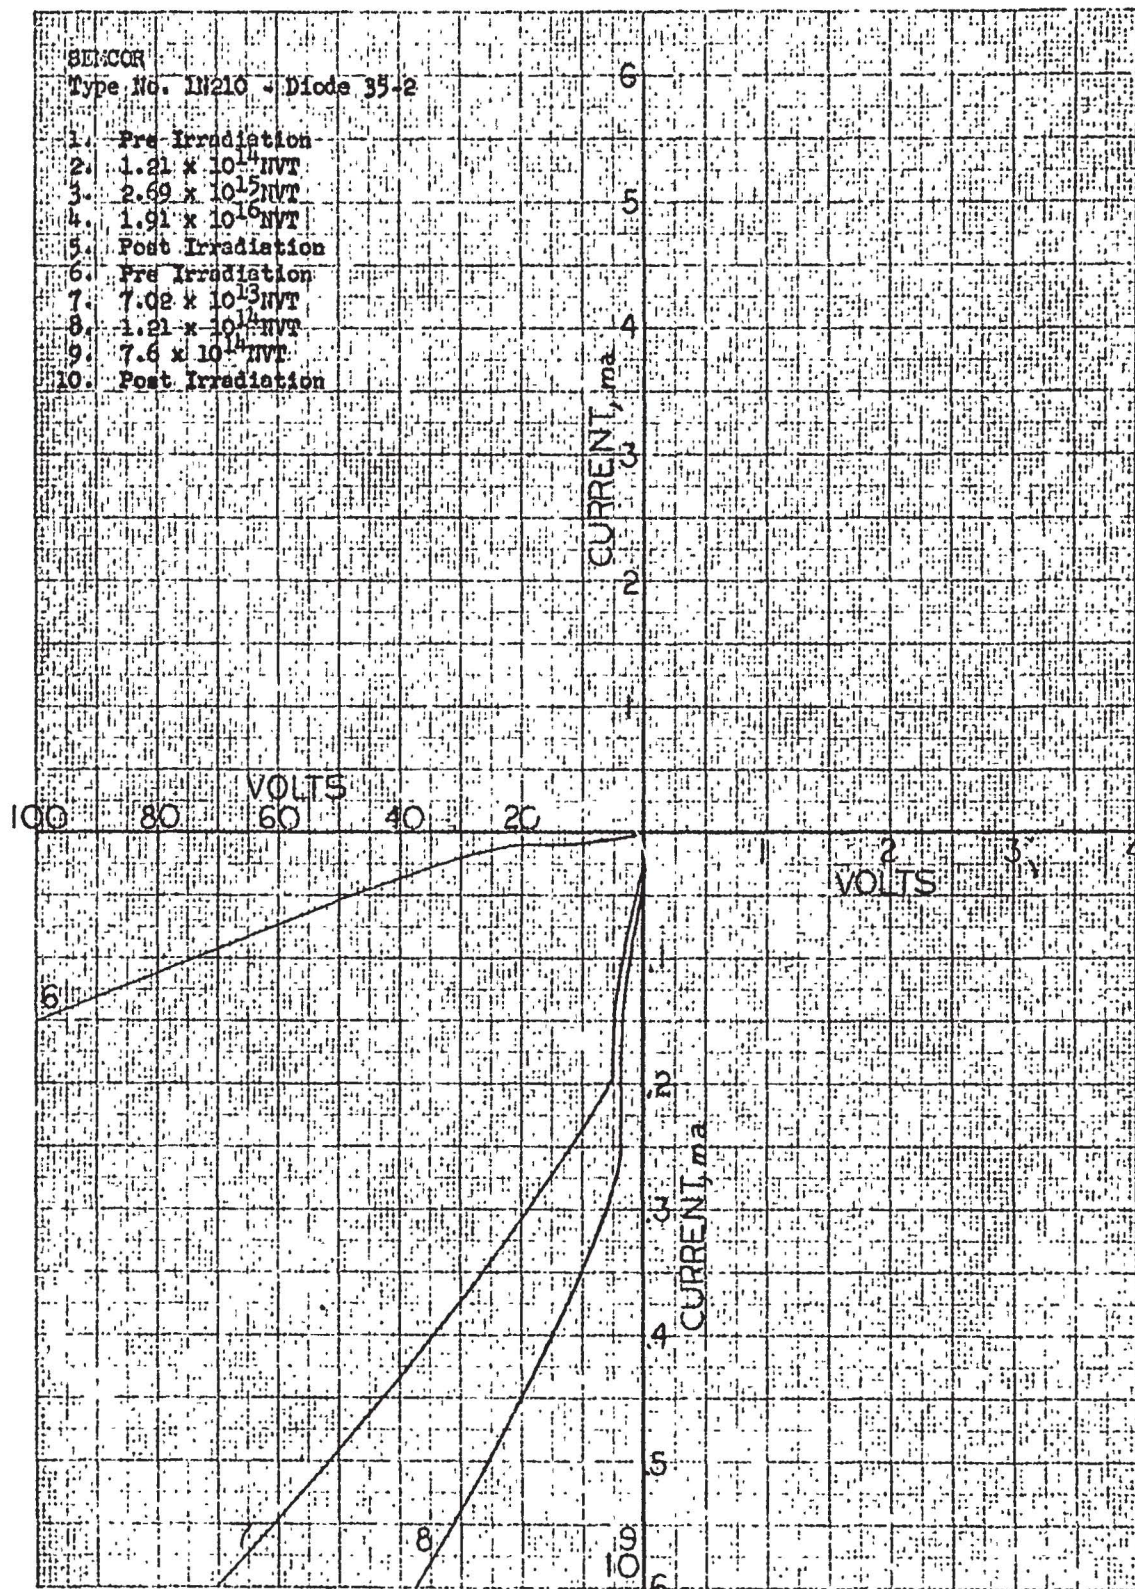 SEMCOR
Type No. 1N210 - Diode 35-2
1. Pre Irradiation
2. 1.21 x 10^14 NVT
3. 2.69 x 10^15 NVT
4. 1.91 x 10^16 NVT
5. Post Irradiation
6. Pre Irradiation
7. 7.02 x 10^13 NVT
8. 1.21 x 10^14 NVT
9. 7.6 x 10^14 NVT
10. Post Irradiation
6
5
4
CURRENT, ma
3
2
1
VOLTS
100 80 60 40 20
1 2 3 4
VOLTS
6
.1
.2
.3
CURRENT, ma
.4
.5
7 8 9
10
.6